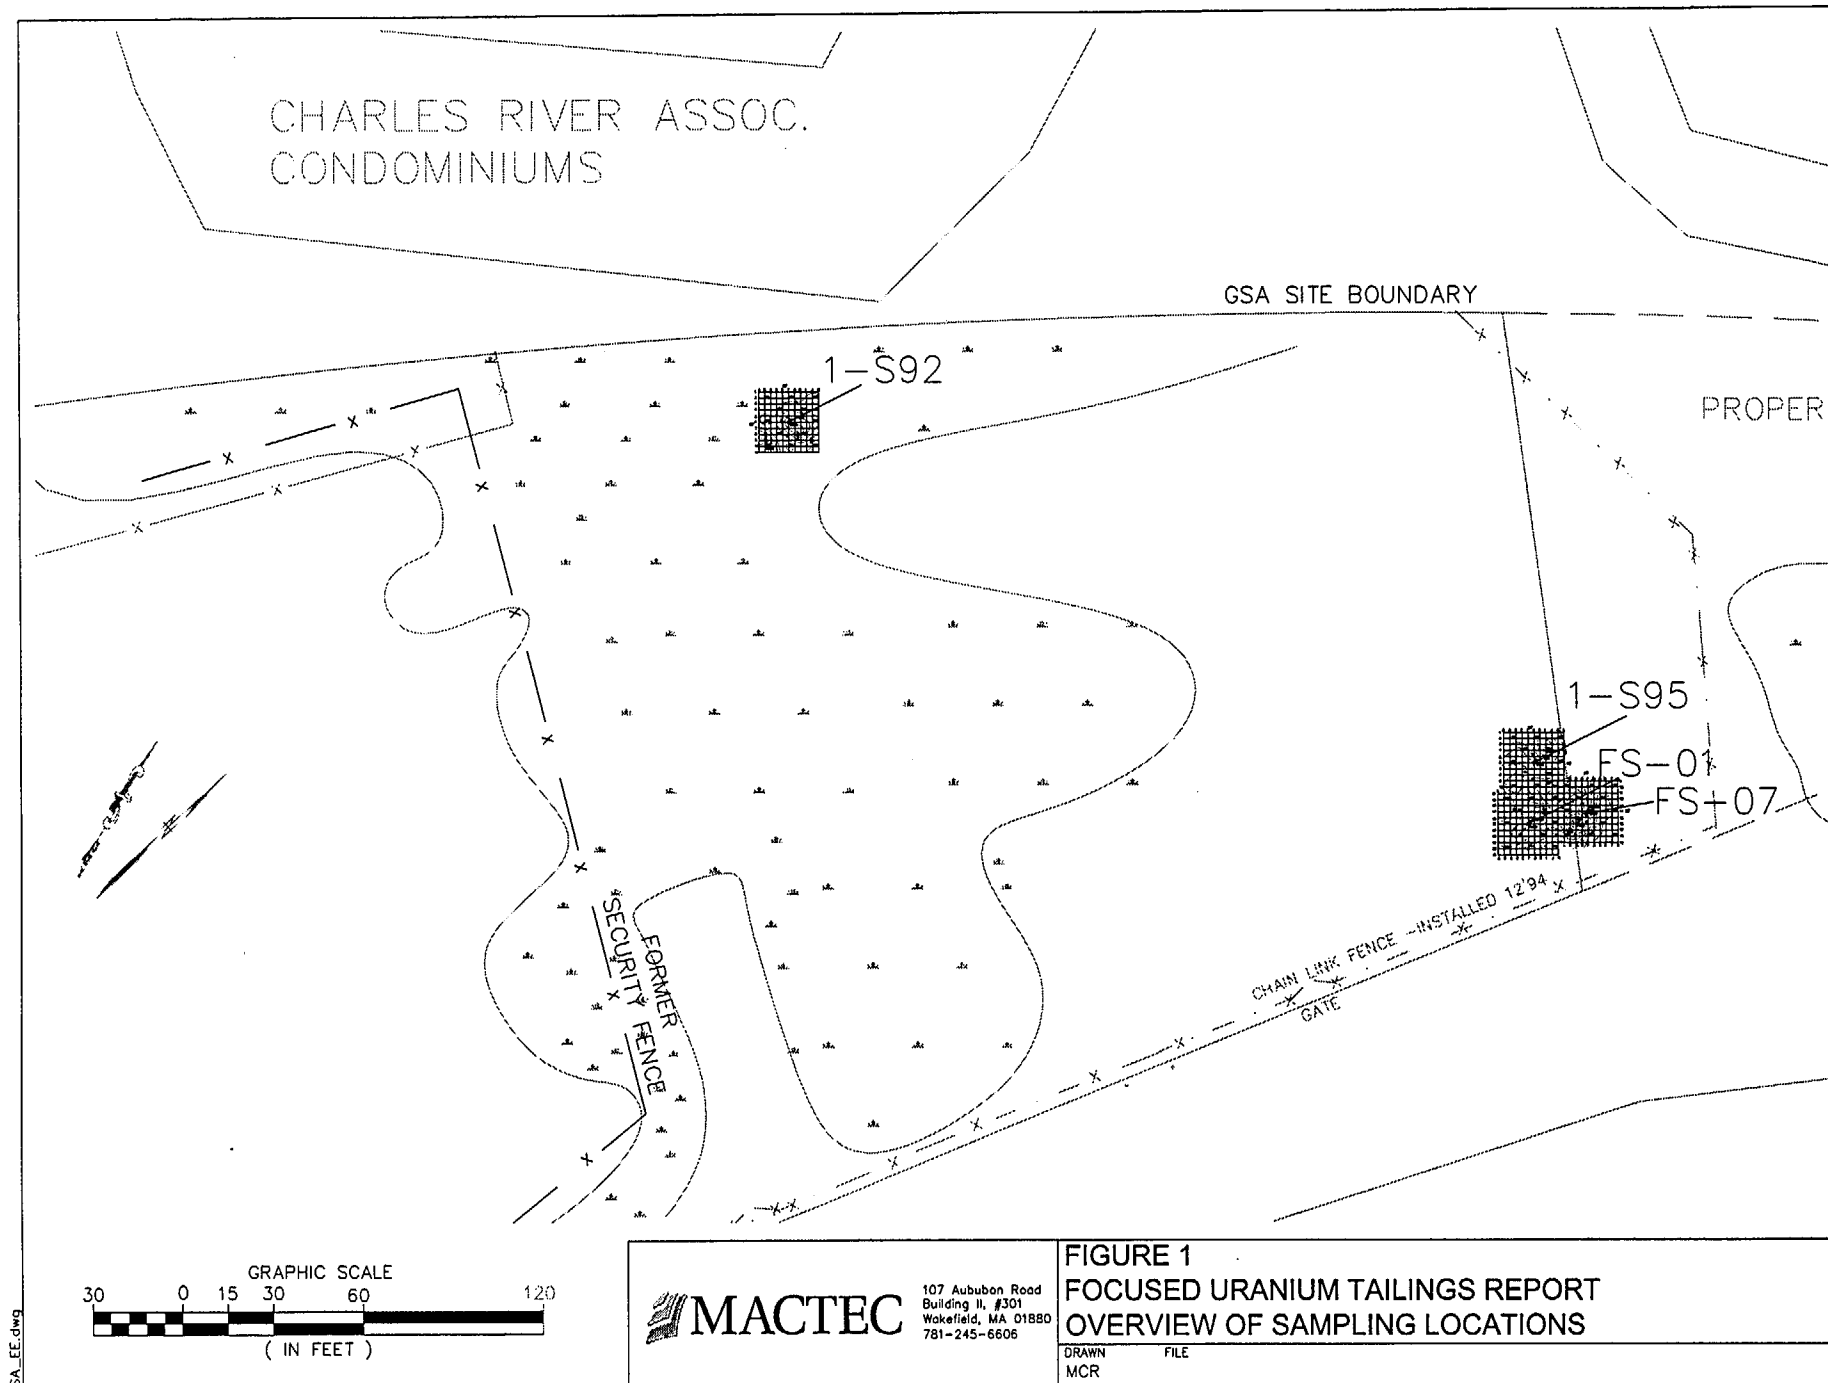 CHARLES RIVER ASSOC.
CONDOMINIUMS
GSA SITE BOUNDARY
1-S92
PROPER
1-S95
FS-01
FS-07
FORMER
SECURITY FENCE
CHAIN LINK FENCE -INSTALLED 12'94
GATE
GRAPHIC SCALE
30 0 15 30 60 120
( IN FEET )
MACTEC
107 Aububon Road
Building II, #301
Wakefield, MA 01880
781-245-6606
FIGURE 1
FOCUSED URANIUM TAILINGS REPORT
OVERVIEW OF SAMPLING LOCATIONS
DRAWN FILE
MCR
SA_EE.dwg